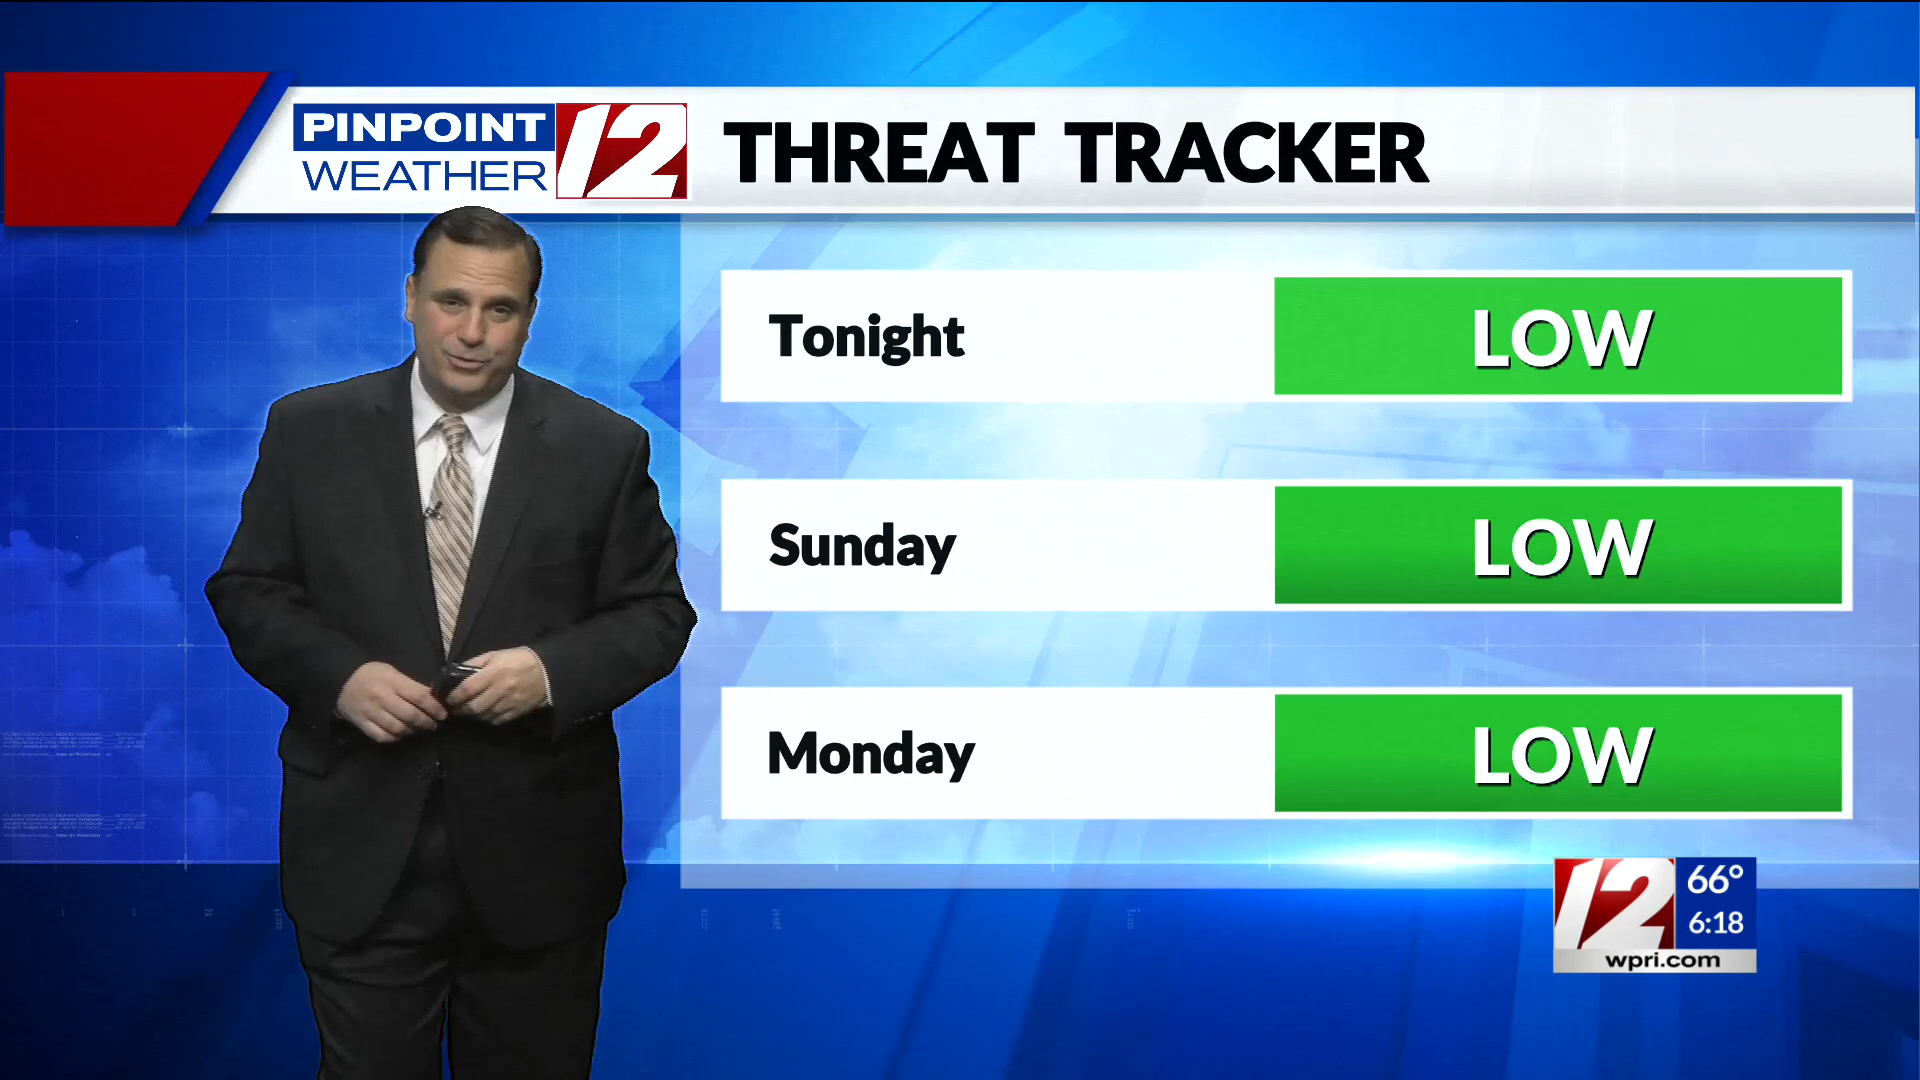 PINPOINT
WEATHER
12
THREAT TRACKER
Tonight
LOW
Sunday
LOW
Monday
LOW
12
66°
6:18
wpri.com